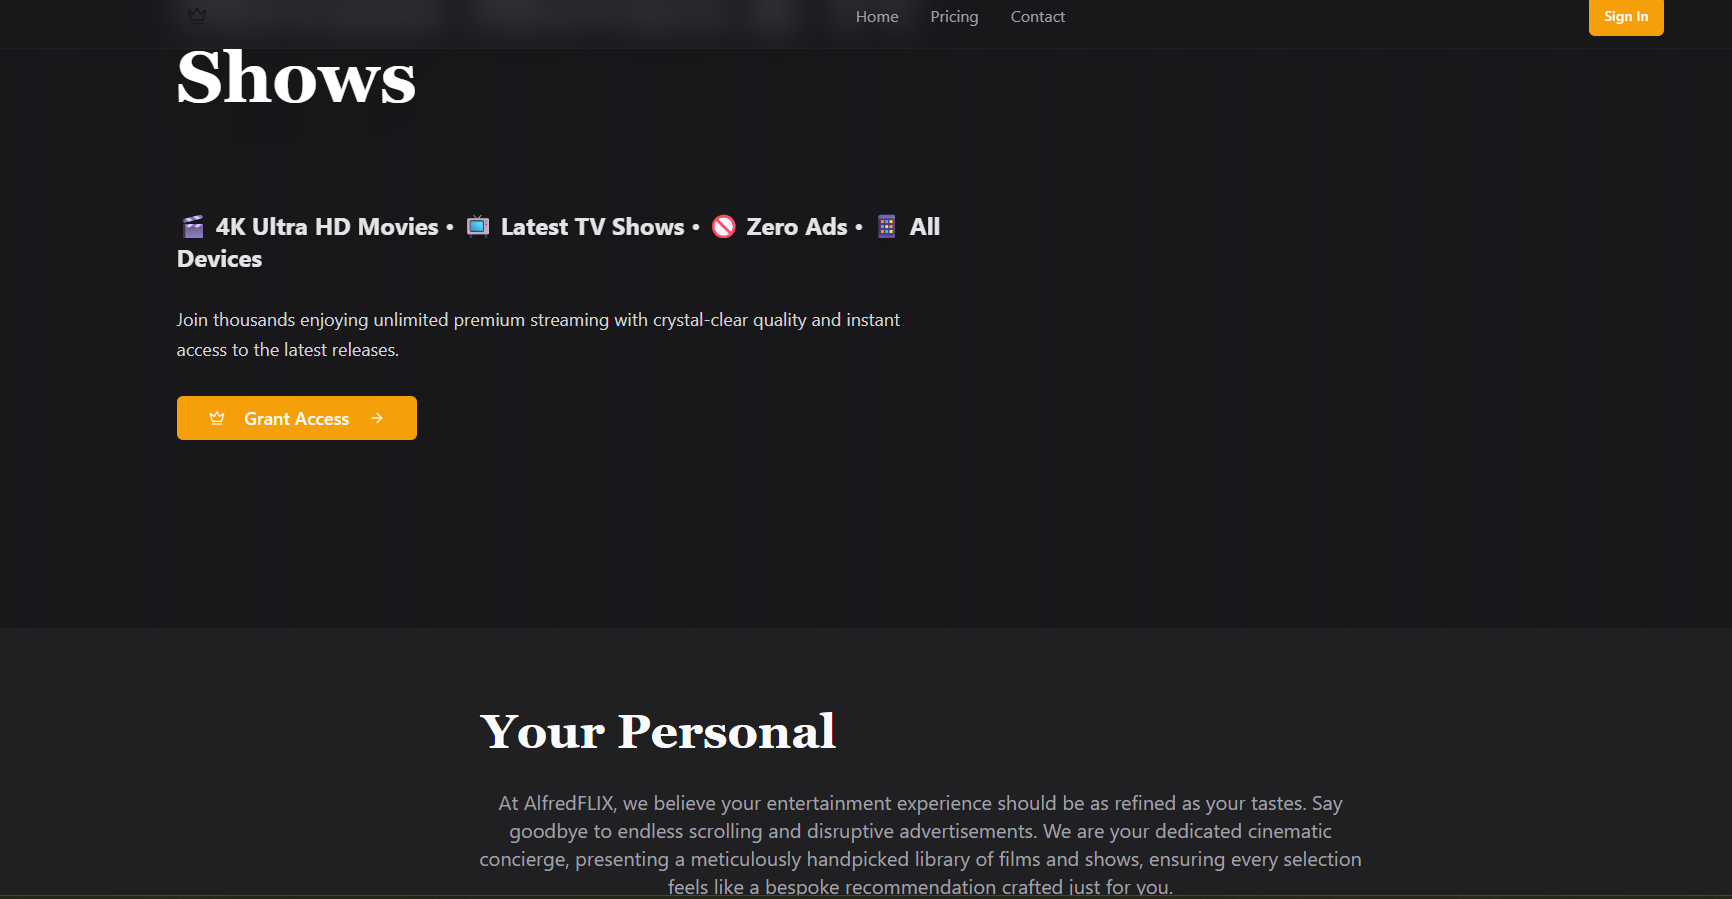 Home Pricing Contact Sign In
Shows
🎬 4K Ultra HD Movies • 📺 Latest TV Shows • 🚫 Zero Ads • 📱 All
Devices
Join thousands enjoying unlimited premium streaming with crystal-clear quality and instant
access to the latest releases.
Grant Access →
Your Personal
At AlfredFLIX, we believe your entertainment experience should be as refined as your tastes. Say
goodbye to endless scrolling and disruptive advertisements. We are your dedicated cinematic
concierge, presenting a meticulously handpicked library of films and shows, ensuring every selection
feels like a bespoke recommendation crafted just for you.